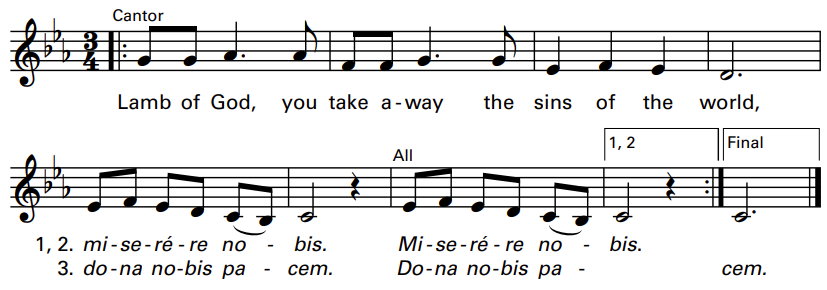 Cantor
3 4
Lamb of God, you take a-way the sins of the world,
All
1, 2
Final
1, 2. mi-se-ré-re no - bis. Mi-se-ré-re no - bis.
3. do-na no-bis pa - cem. Do-na no-bis pa - cem.